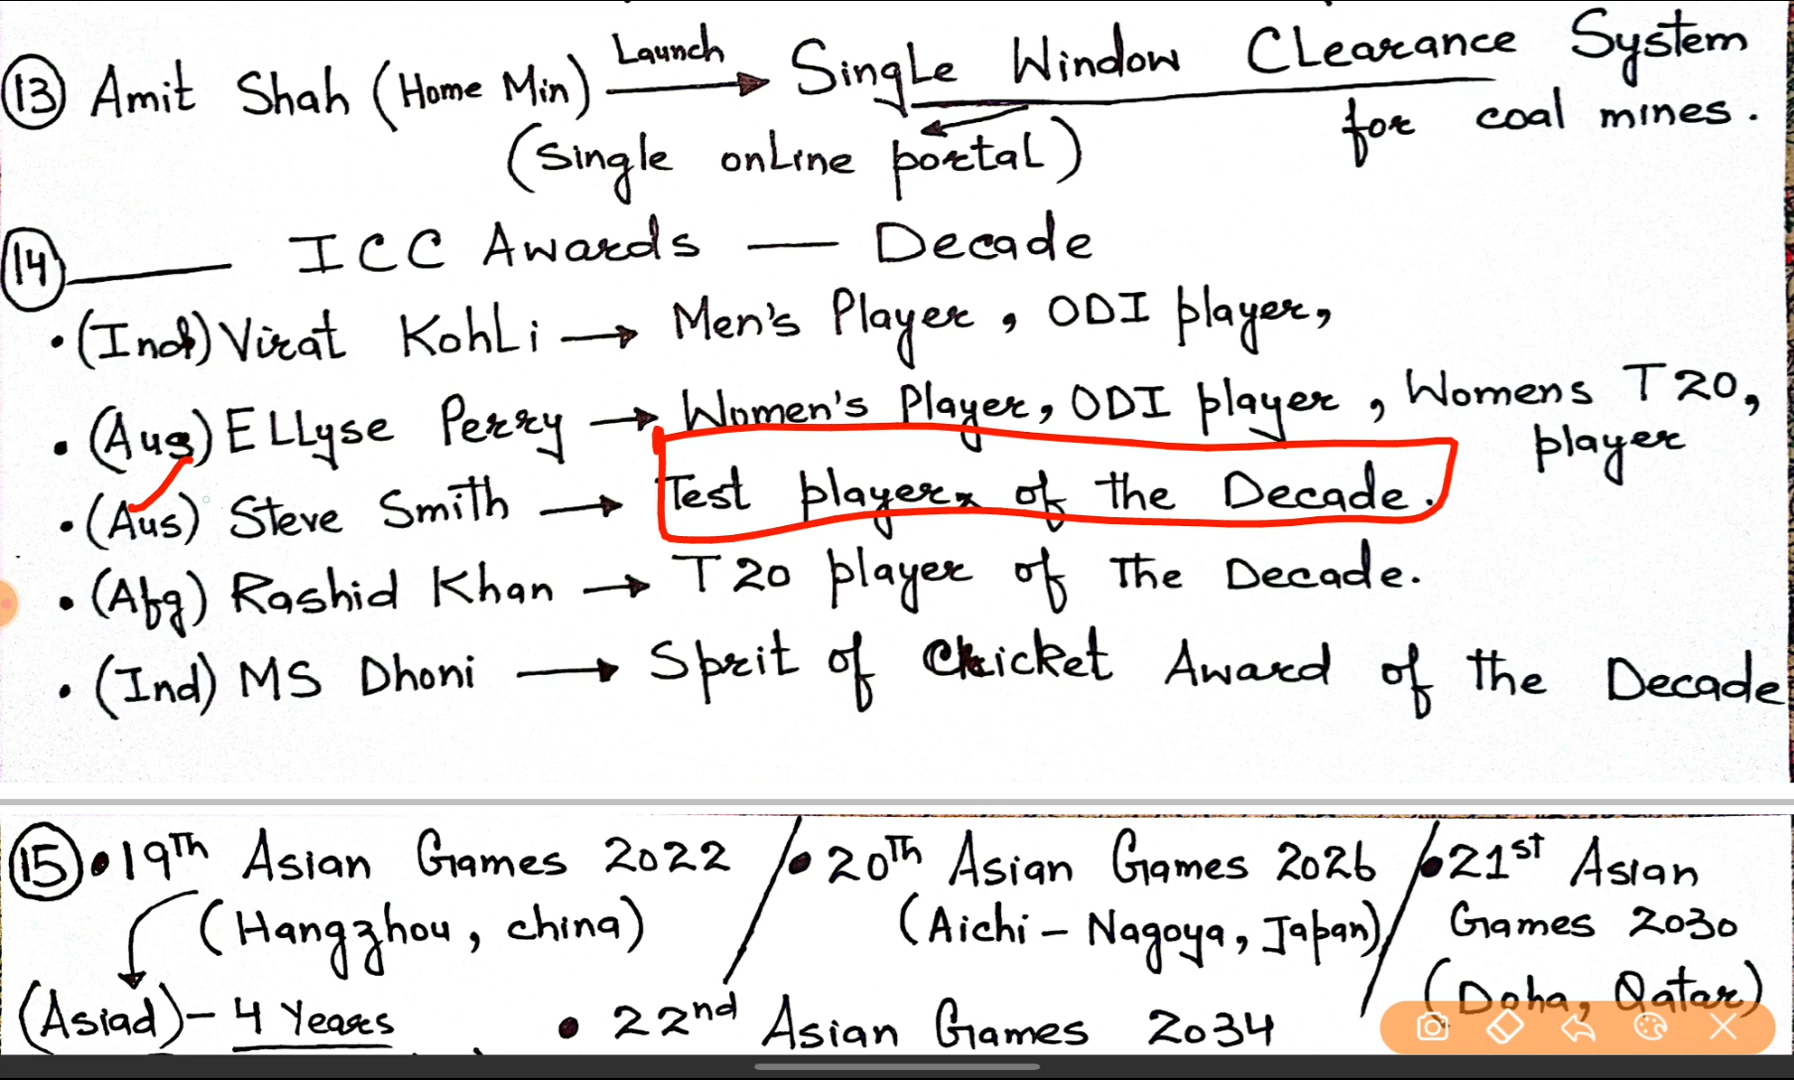 13 Amit Shah (Home Min) Launch → Single Window Clearance System
(Single online portal) for coal mines.
14 ICC Awards — Decade
• (Ind) Virat Kohli → Men's Player, ODI player,
• (Aus) Ellyse Perry → Women's Player, ODI player, Womens T20,
player
• (Aus) Steve Smith → Test player of the Decade.
• (Afg) Rashid Khan → T20 player of the Decade.
• (Ind) MS Dhoni → Sprit of Cricket Award of the Decade
15 • 19Th Asian Games 2022 / • 20Th Asian Games 2026 / • 21st Asian
(Hangzhou, china) (Aichi - Nagoya, Japan) Games 2030
(Asiad) - 4 Years • 22nd Asian Games 2034 (Doha, Qatar)